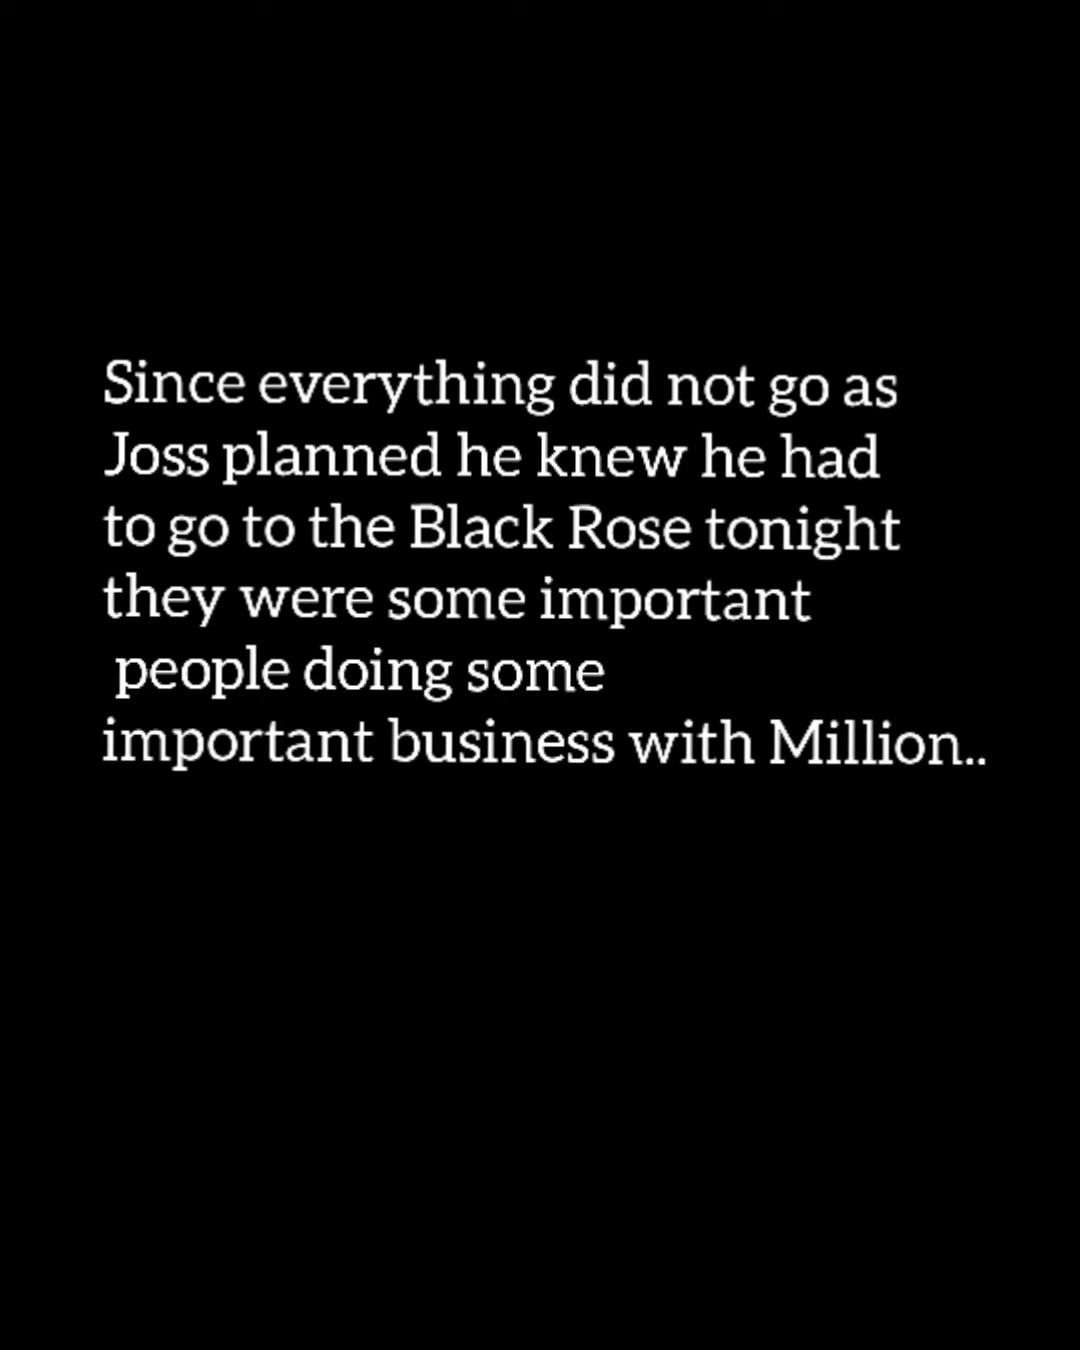 Since everything did not go as
Joss planned he knew he had
to go to the Black Rose tonight
they were some important
people doing some
important business with Million..